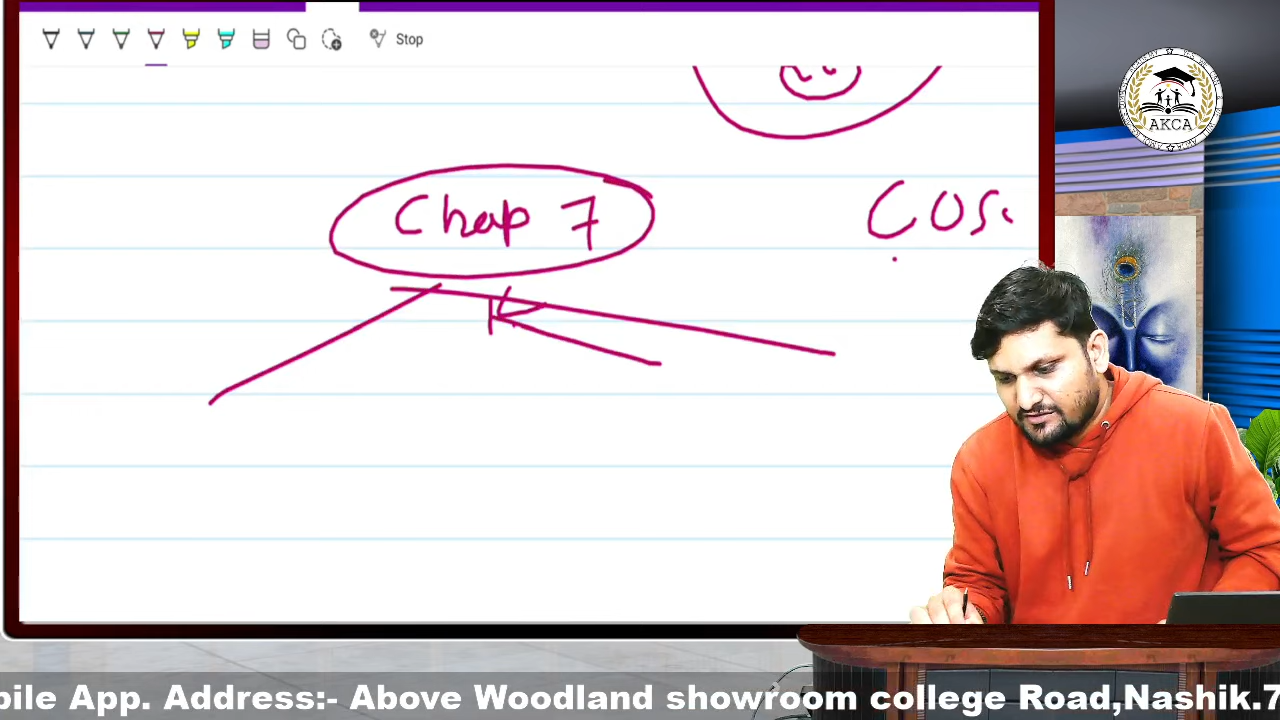 Stop
AKCA
Chap 7
COS.
bile App. Address:- Above Woodland showroom college Road,Nashik.7